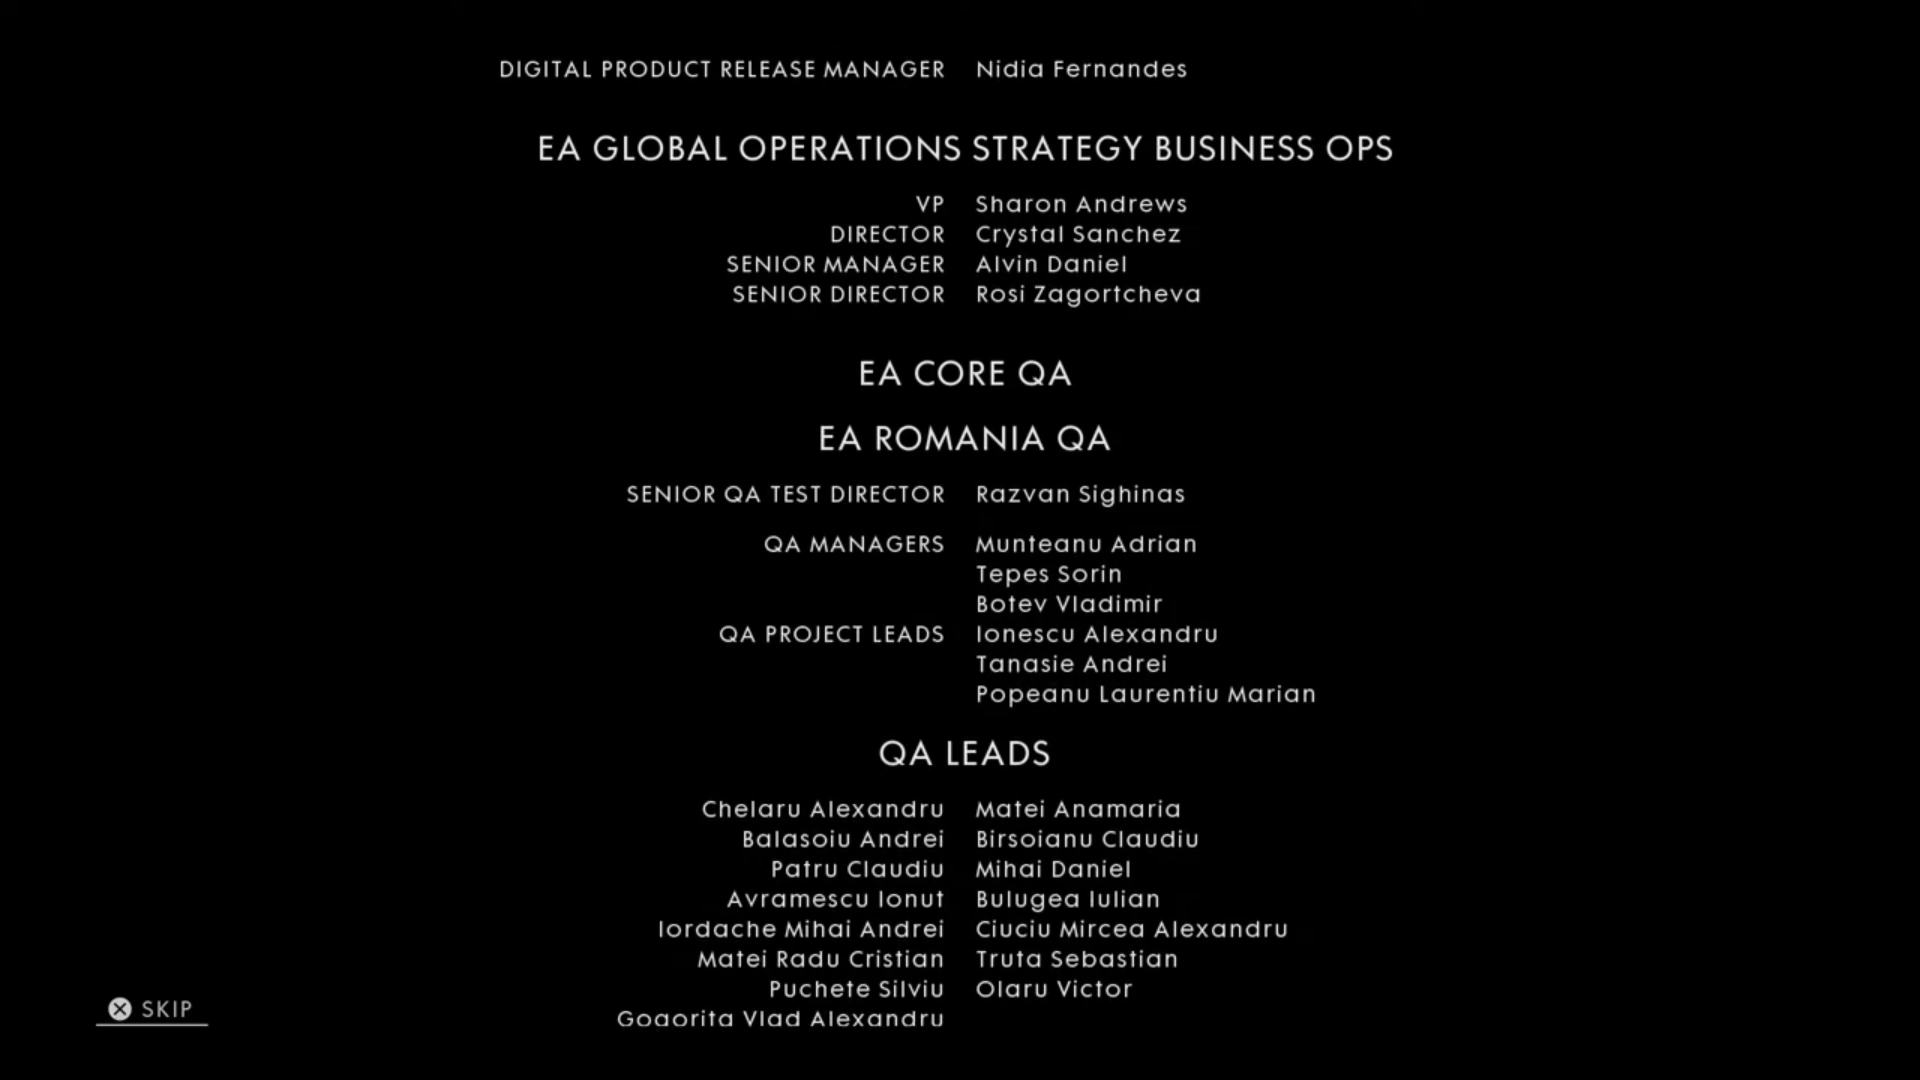 DIGITAL PRODUCT RELEASE MANAGER Nidia Fernandes
EA GLOBAL OPERATIONS STRATEGY BUSINESS OPS
VP Sharon Andrews
DIRECTOR Crystal Sanchez
SENIOR MANAGER Alvin Daniel
SENIOR DIRECTOR Rosi Zagortcheva
EA CORE QA
EA ROMANIA QA
SENIOR QA TEST DIRECTOR Razvan Sighinas
QA MANAGERS Munteanu Adrian
Tepes Sorin
Botev Vladimir
QA PROJECT LEADS Ionescu Alexandru
Tanasie Andrei
Popeanu Laurentiu Marian
QA LEADS
Chelaru Alexandru Matei Anamaria
Balasoiu Andrei Birsoianu Claudiu
Patru Claudiu Mihai Daniel
Avramescu Ionut Bulugea Iulian
Iordache Mihai Andrei Ciuciu Mircea Alexandru
Matei Radu Cristian Truta Sebastian
Puchete Silviu Olaru Victor
Gogorita Vlad Alexandru
SKIP